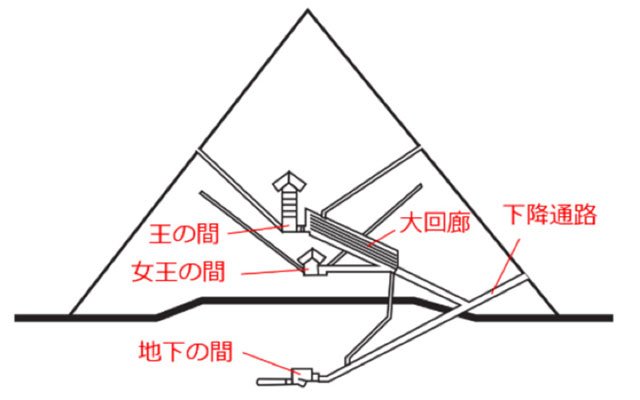 下降通路
大回廊
王の間
女王の間
地下の間